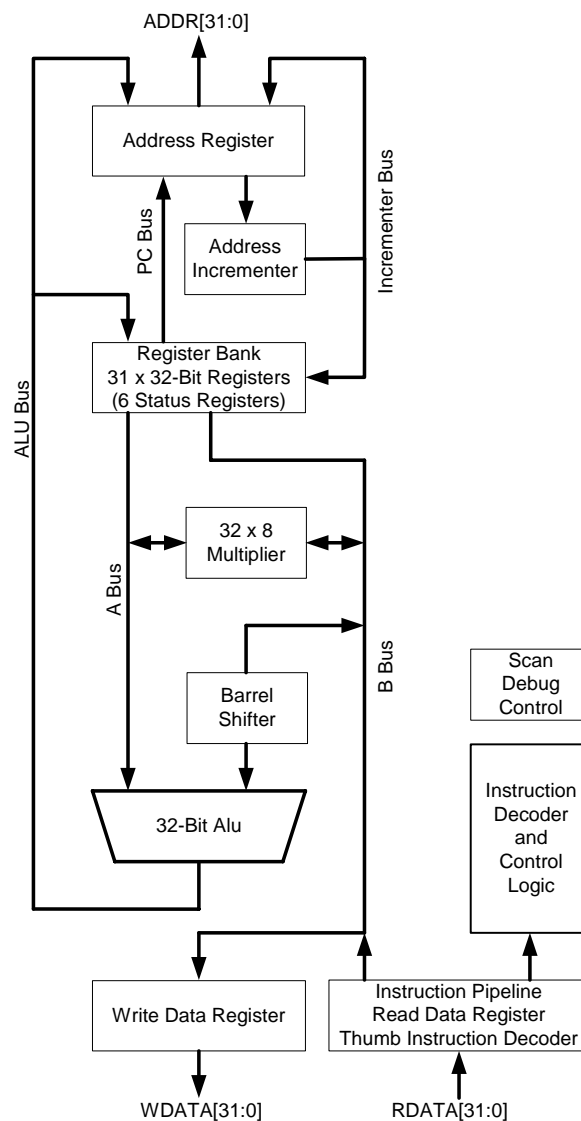 ADDR[31:0]
Address Register
PC Bus
Address
Incrementer
Incrementer Bus
Register Bank
31 x 32-Bit Registers
(6 Status Registers)
ALU Bus
A Bus
32 x 8
Multiplier
B Bus
Barrel
Shifter
32-Bit Alu
Scan
Debug
Control
Instruction
Decoder
and
Control
Logic
Write Data Register
Instruction Pipeline
Read Data Register
Thumb Instruction Decoder
WDATA[31:0]
RDATA[31:0]